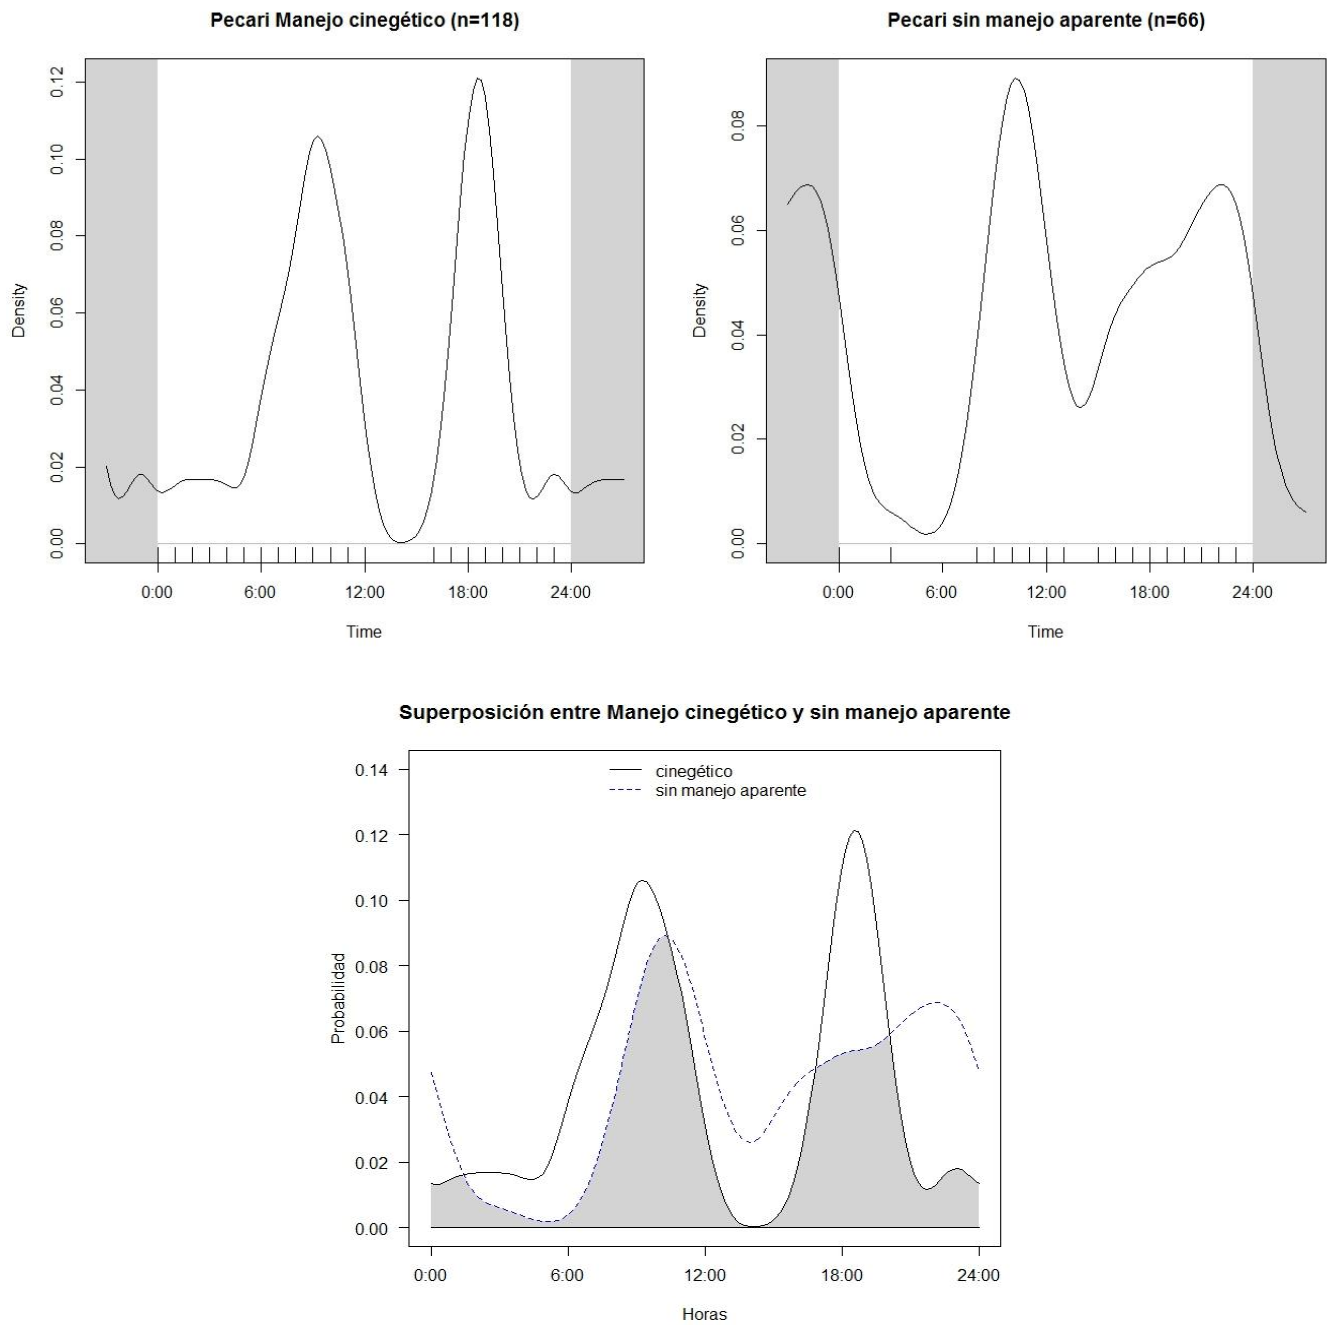 Pecari Manejo cinegético (n=118)
Density
0.12
0.10
0.08
0.06
0.04
0.02
0.00
0:00 6:00 12:00 18:00 24:00
Time
Pecari sin manejo aparente (n=66)
Density
0.08
0.06
0.04
0.02
0.00
0:00 6:00 12:00 18:00 24:00
Time
Superposición entre Manejo cinegético y sin manejo aparente
cinegético
sin manejo aparente
Probabilidad
0.14
0.12
0.10
0.08
0.06
0.04
0.02
0.00
0:00 6:00 12:00 18:00 24:00
Horas